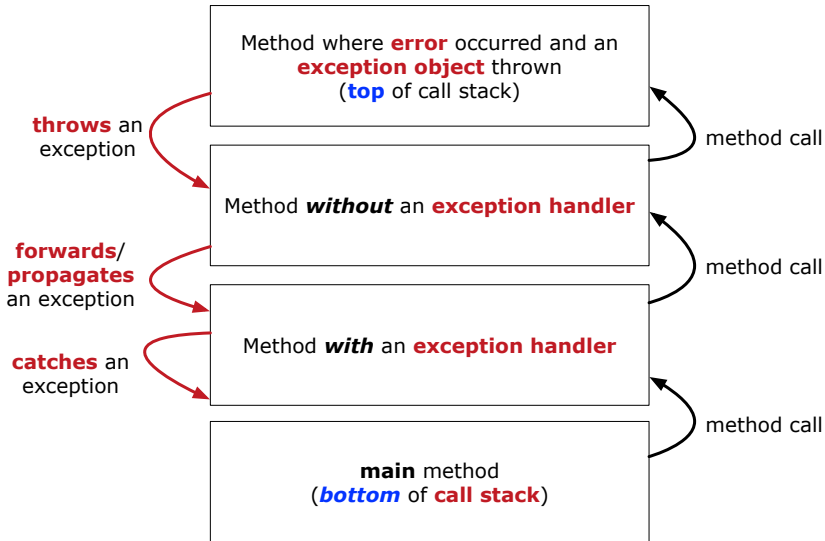 Method where error occurred and an
exception object thrown
(top of call stack)
throws an
exception
method call
Method without an exception handler
forwards/
propagates
an exception
method call
Method with an exception handler
catches an
exception
method call
main method
(bottom of call stack)